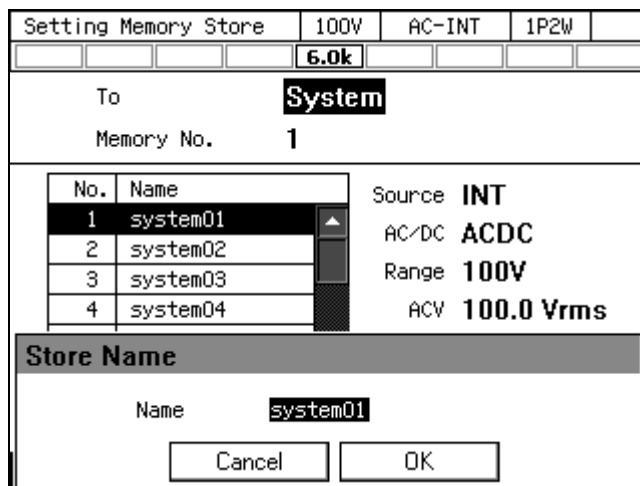 Setting Memory Store 100V AC-INT 1P2W
6.0k
To System
Memory No. 1
No. Name
1 system01
2 system02
3 system03
4 system04
Source INT
AC/DC ACDC
Range 100V
ACV 100.0 Vrms
Store Name
Name system01
Cancel OK